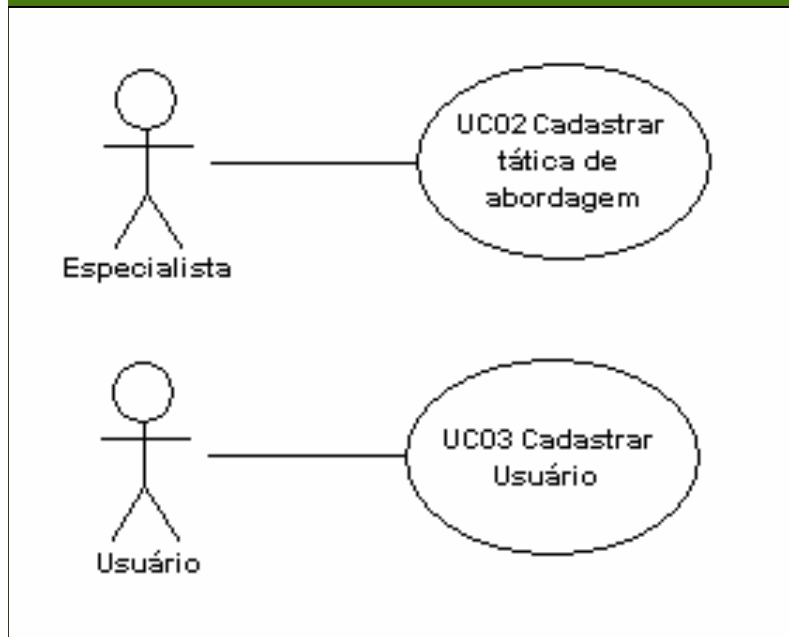 UC02 Cadastrar
tática de
abordagem
Especialista
UC03 Cadastrar
Usuário
Usuário